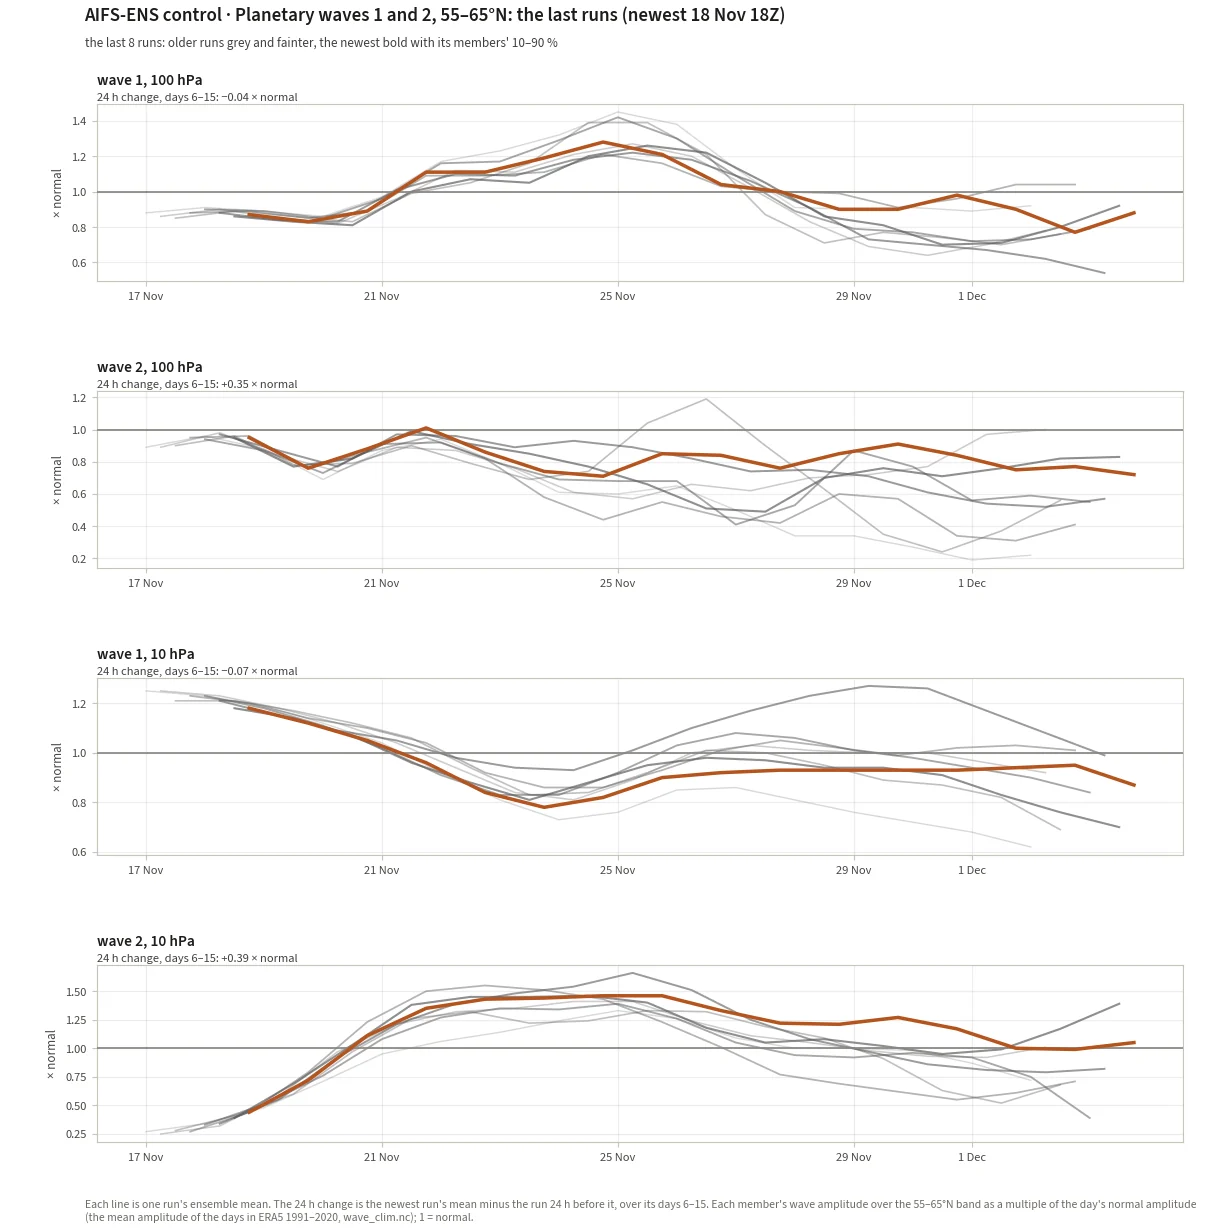 AIFS-ENS control · Planetary waves 1 and 2, 55–65°N: the last runs (newest 18 Nov 18Z)
the last 8 runs: older runs grey and fainter, the newest bold with its members' 10–90 %
wave 1, 100 hPa
24 h change, days 6–15: −0.04 × normal
1.4
1.2
1.0
0.8
0.6
× normal
17 Nov
21 Nov
25 Nov
29 Nov
1 Dec
wave 2, 100 hPa
24 h change, days 6–15: +0.35 × normal
1.2
1.0
0.8
0.6
0.4
0.2
× normal
17 Nov
21 Nov
25 Nov
29 Nov
1 Dec
wave 1, 10 hPa
24 h change, days 6–15: −0.07 × normal
1.2
1.0
0.8
0.6
× normal
17 Nov
21 Nov
25 Nov
29 Nov
1 Dec
wave 2, 10 hPa
24 h change, days 6–15: +0.39 × normal
1.50
1.25
1.00
0.75
0.50
0.25
× normal
17 Nov
21 Nov
25 Nov
29 Nov
1 Dec
Each line is one run's ensemble mean. The 24 h change is the newest run's mean minus the run 24 h before it, over its days 6–15. Each member's wave amplitude over the 55–65°N band as a multiple of the day's normal amplitude
(the mean amplitude of the days in ERA5 1991–2020, wave_clim.nc); 1 = normal.